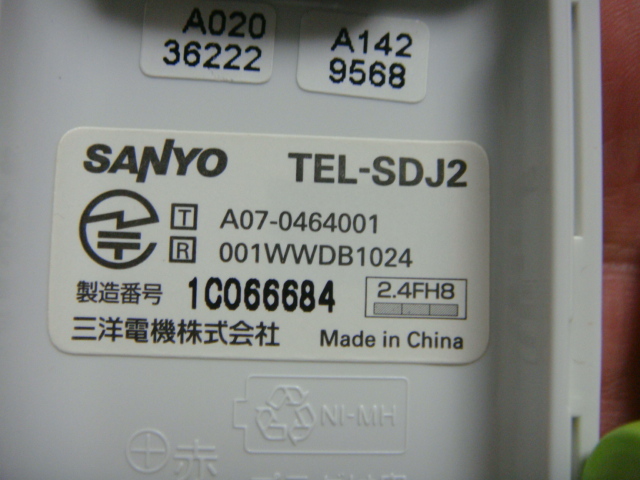 A020
36222
A142
9568
SANYO TEL-SDJ2
T A07-0464001
R 001WWDB1024
製造番号 1C066684 2.4FH8
三洋電機株式会社 Made in China
NI-MH
赤